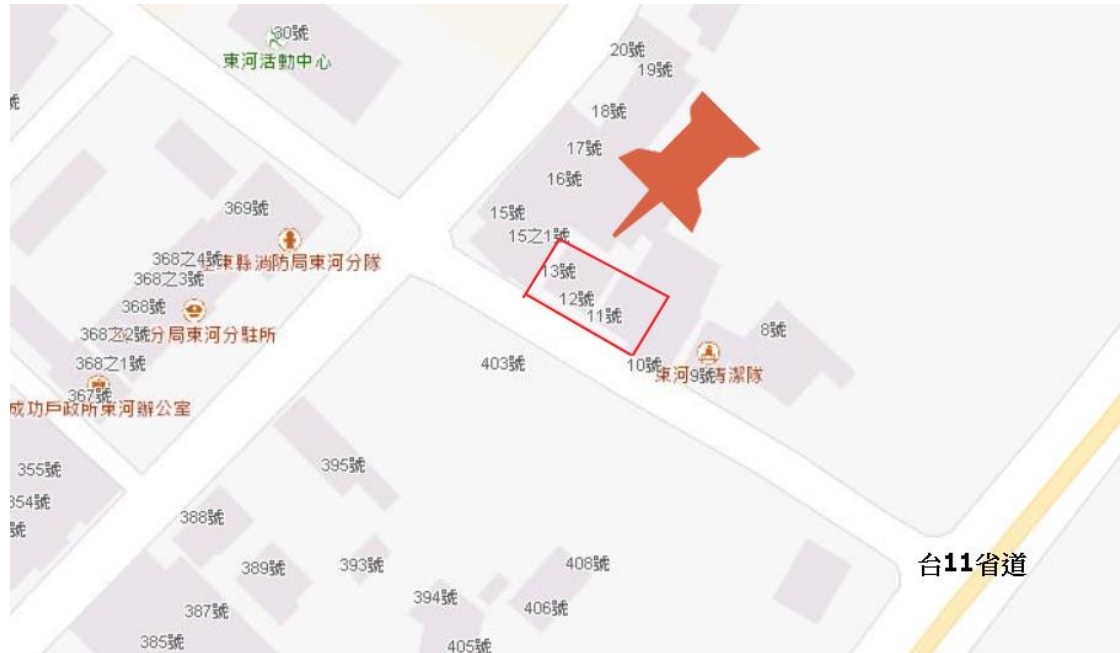 30號
東河活動中心
20號
19號
18號
17號
16號
15號
15之1號
369號
368之4號
東縣消防局東河分隊
368之3號
13號
12號
11號
368號
368之2號
分局東河分駐所
8號
368之1號
403號
10號
東河9號清潔隊
367號
成功戶政所東河辦公室
355號
395號
354號
388號
台11省道
389號
393號
408號
394號
406號
387號
385號
405號